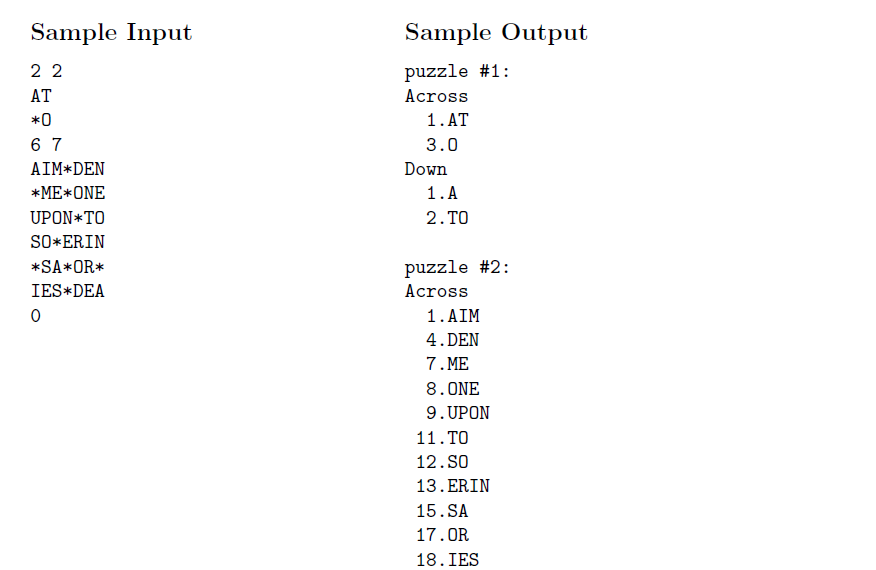 Sample Input
2 2
AT
*O
6 7
AIM*DEN
*ME*ONE
UPON*TO
SO*ERIN
*SA*OR*
IES*DEA
0
Sample Output
puzzle #1:
Across
  1.AT
  3.O
Down
  1.A
  2.TO

puzzle #2:
Across
  1.AIM
  4.DEN
  7.ME
  8.ONE
  9.UPON
 11.TO
 12.SO
 13.ERIN
 15.SA
 17.OR
 18.IES